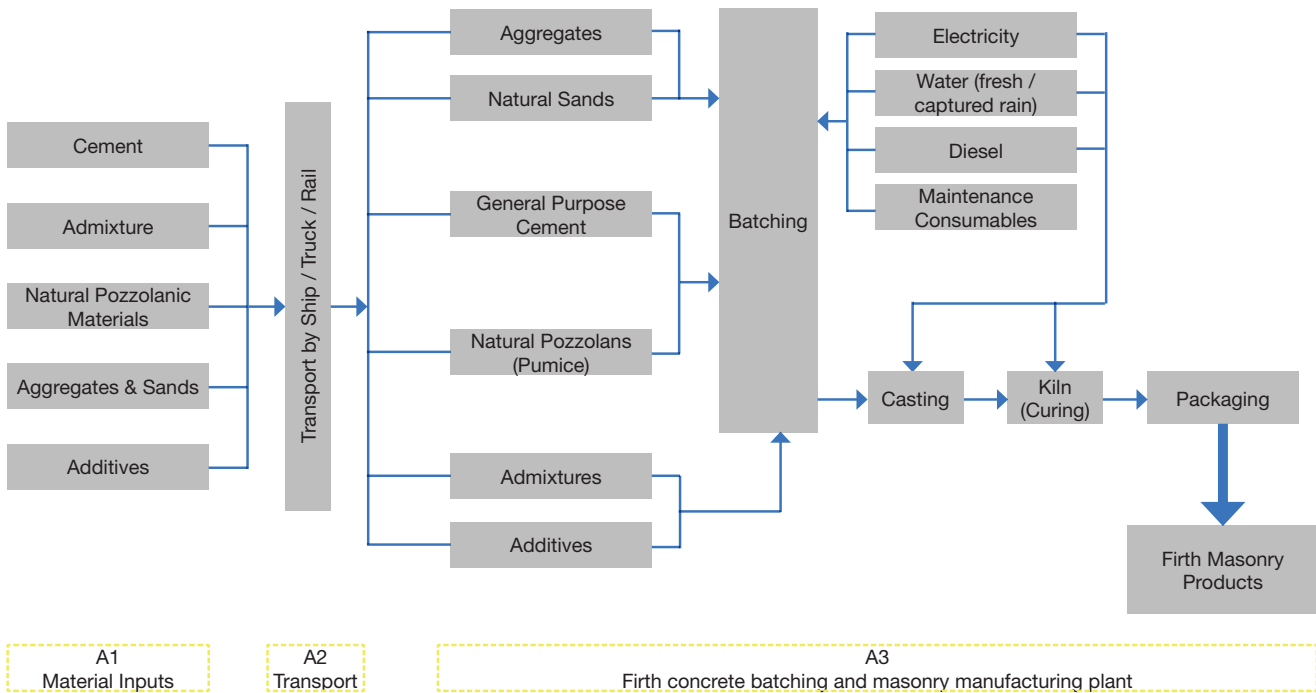 Cement
Admixture
Natural Pozzolanic
Materials
Aggregates & Sands
Additives
Transport by Ship / Truck / Rail
Aggregates
Natural Sands
General Purpose
Cement
Natural Pozzolans
(Pumice)
Admixtures
Additives
Batching
Electricity
Water (fresh /
captured rain)
Diesel
Maintenance
Consumables
Casting
Kiln
(Curing)
Packaging
Firth Masonry
Products
A1
Material Inputs
A2
Transport
A3
Firth concrete batching and masonry manufacturing plant